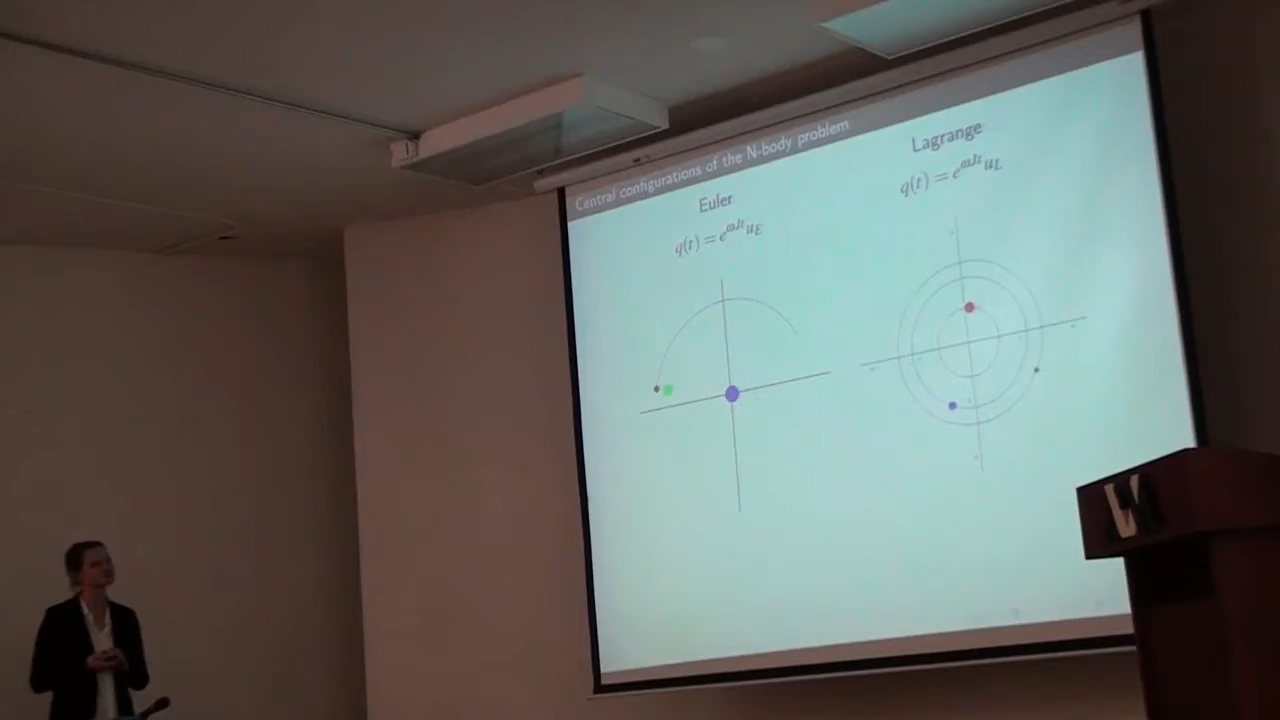 Central configurations of the N-body problem
Euler
q(t) = e^{ωJt}u_E
Lagrange
q(t) = e^{ωJt}u_L